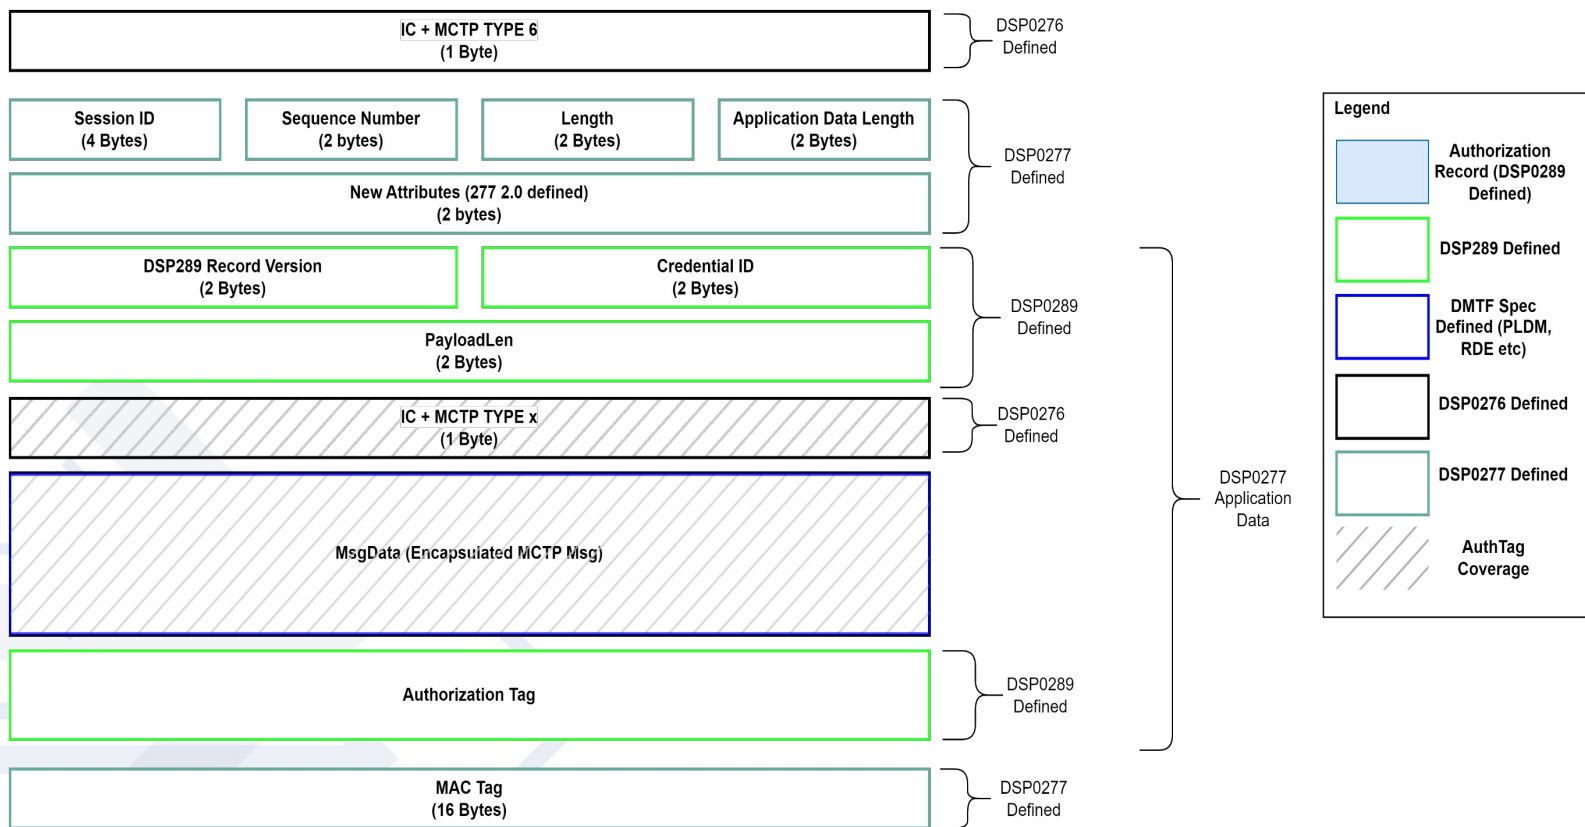 IC + MCTP TYPE 6
(1 Byte)
DSP0276
Defined
Session ID
(4 Bytes)
Sequence Number
(2 bytes)
Length
(2 Bytes)
Application Data Length
(2 Bytes)
New Attributes (277 2.0 defined)
(2 bytes)
DSP0277
Defined
DSP289 Record Version
(2 Bytes)
Credential ID
(2 Bytes)
PayloadLen
(2 Bytes)
DSP0289
Defined
IC + MCTP TYPE x
(1 Byte)
DSP0276
Defined
MsgData (Encapsulated MCTP Msg)
DSP0277
Application
Data
Authorization Tag
DSP0289
Defined
MAC Tag
(16 Bytes)
DSP0277
Defined
Legend
Authorization
Record (DSP0289
Defined)
DSP289 Defined
DMTF Spec
Defined (PLDM,
RDE etc)
DSP0276 Defined
DSP0277 Defined
AuthTag
Coverage